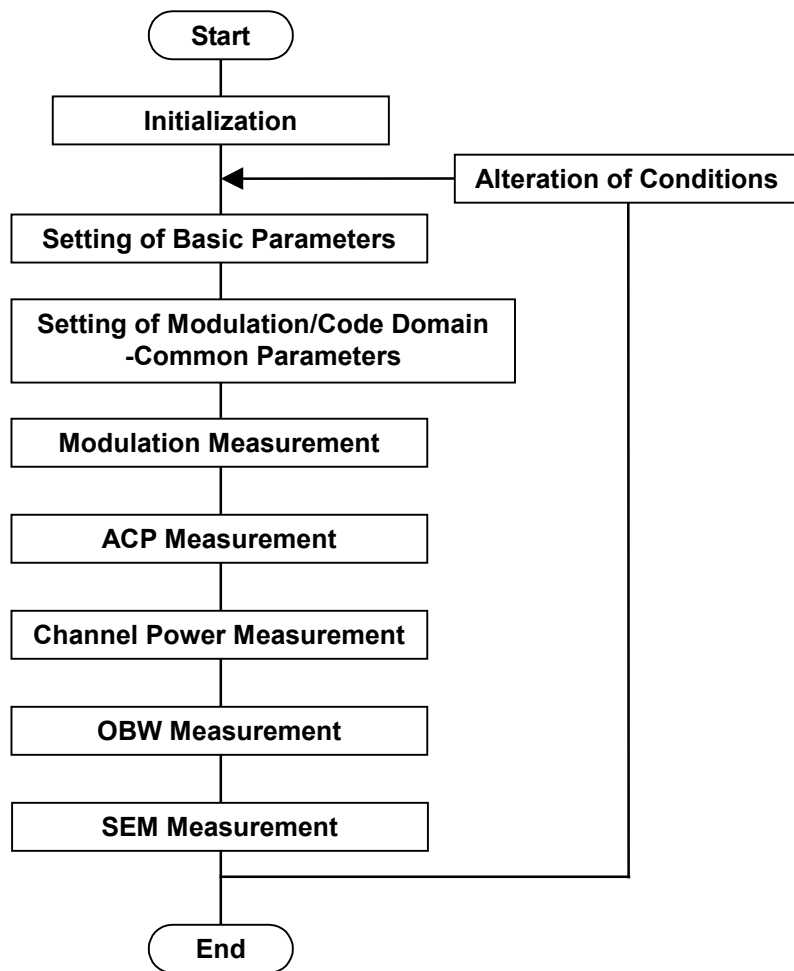 Start
Initialization
Alteration of Conditions
Setting of Basic Parameters
Setting of Modulation/Code Domain
-Common Parameters
Modulation Measurement
ACP Measurement
Channel Power Measurement
OBW Measurement
SEM Measurement
End